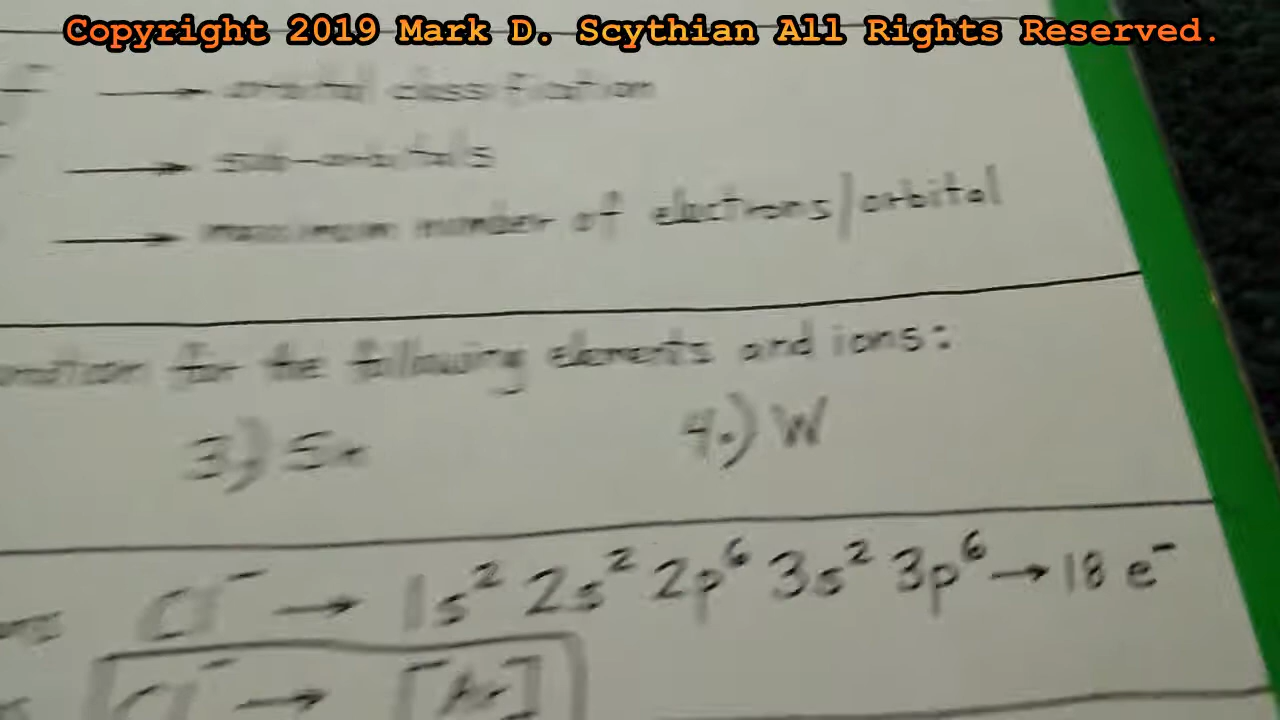 Copyright 2019 Mark D. Scythian All Rights Reserved.
→ orbital classification
→ sub-orbitals
→ maximum number of electrons/orbital
for the following elements and ions:
3.) Sn 4.) W
Cl⁻ → 1s² 2s² 2p⁶ 3s² 3p⁶ → 18 e⁻
Cl⁻ → [Ar]